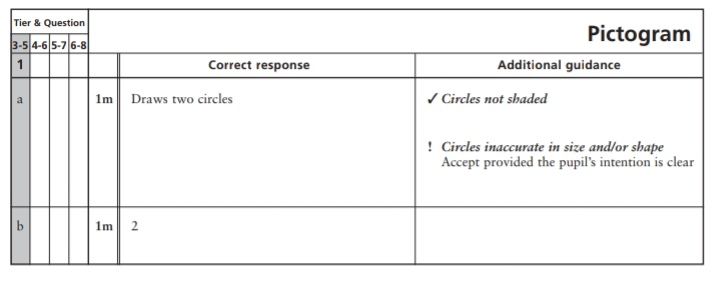 Tier & Question
Pictogram
3-5 4-6 5-7 6-8
1 Correct response Additional guidance
a 1m Draws two circles ✓ Circles not shaded
! Circles inaccurate in size and/or shape
Accept provided the pupil's intention is clear
b 1m 2